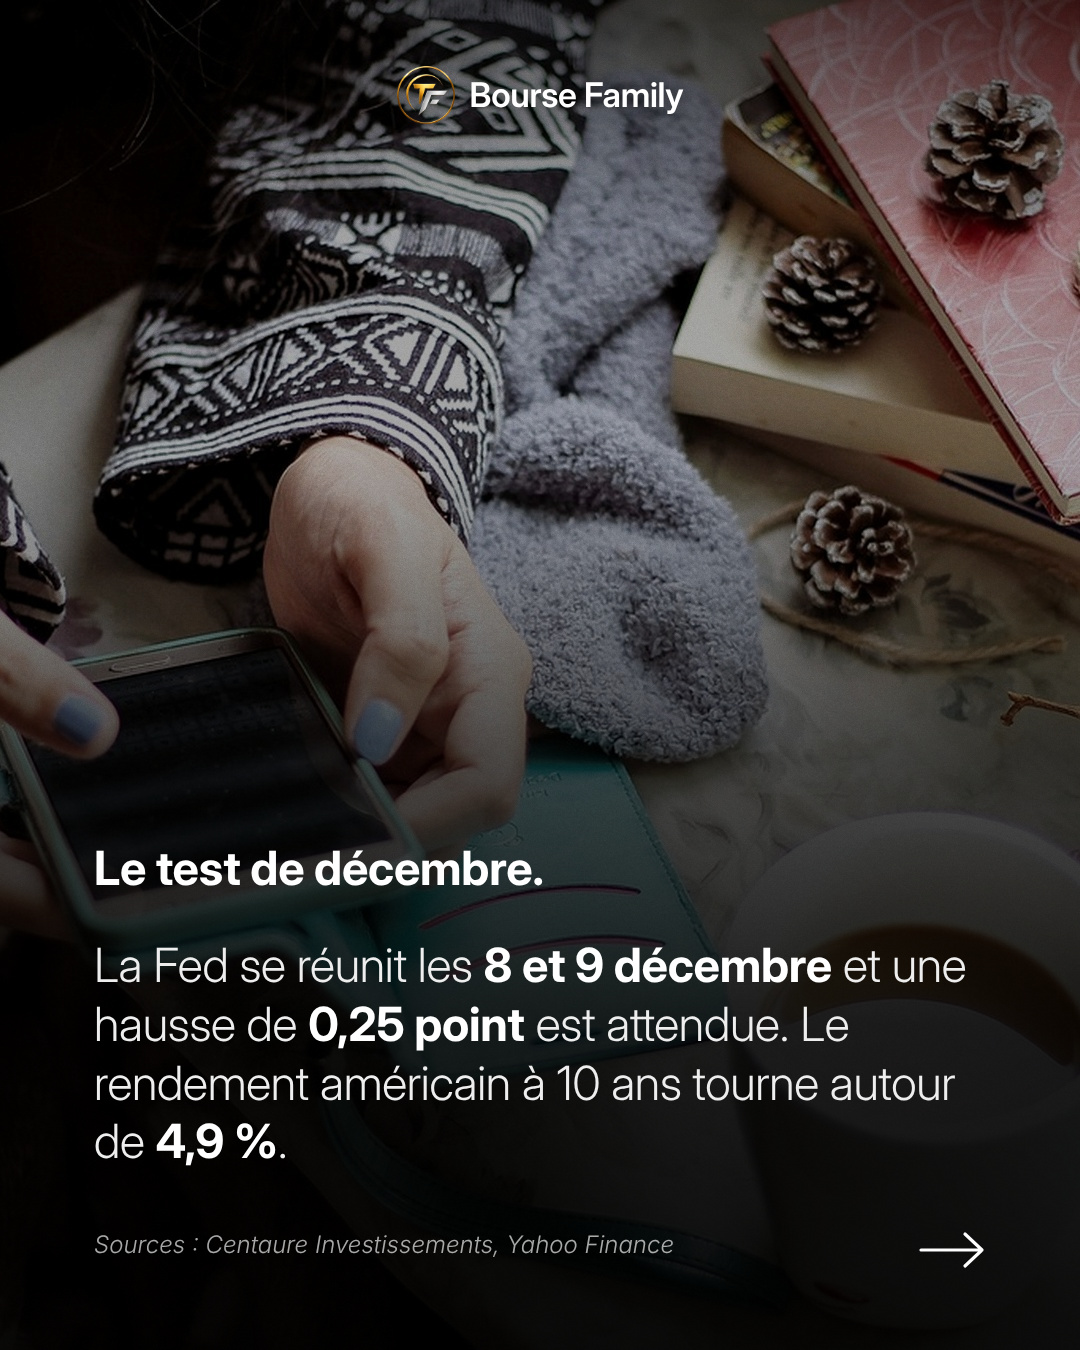 Bourse Family
Le test de décembre.
La Fed se réunit les 8 et 9 décembre et une
hausse de 0,25 point est attendue. Le
rendement américain à 10 ans tourne autour
de 4,9 %.
Sources : Centaure Investissements, Yahoo Finance